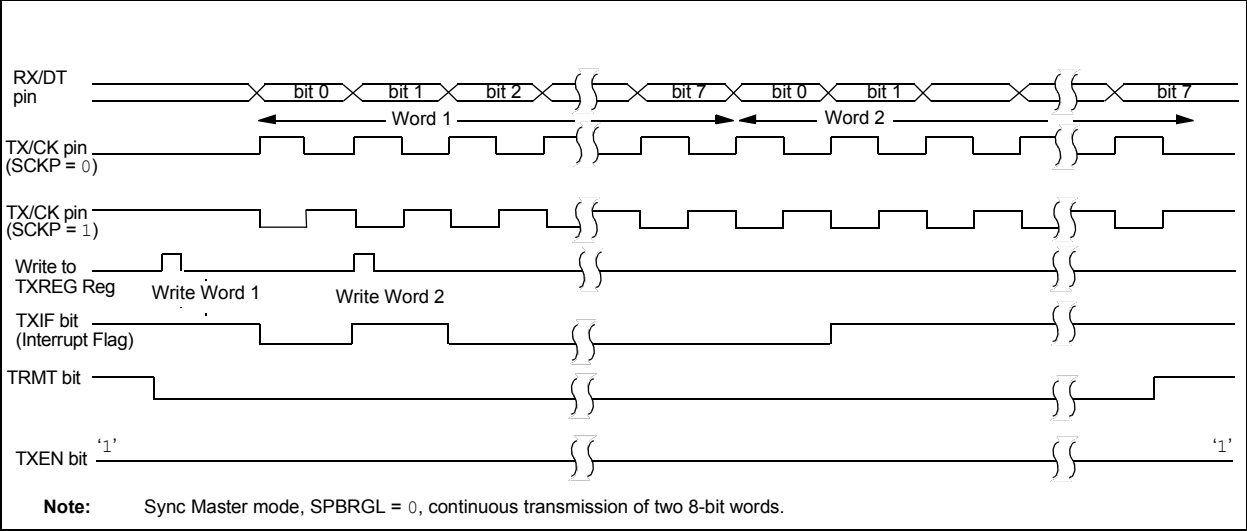 RX/DT
pin
bit 0 bit 1 bit 2 bit 7 bit 0 bit 1 bit 7
Word 1 Word 2
TX/CK pin
(SCKP = 0)
TX/CK pin
(SCKP = 1)
Write to
TXREG Reg
Write Word 1 Write Word 2
TXIF bit
(Interrupt Flag)
TRMT bit
TXEN bit ‘1’ ‘1’
Note: Sync Master mode, SPBRGL = 0, continuous transmission of two 8-bit words.